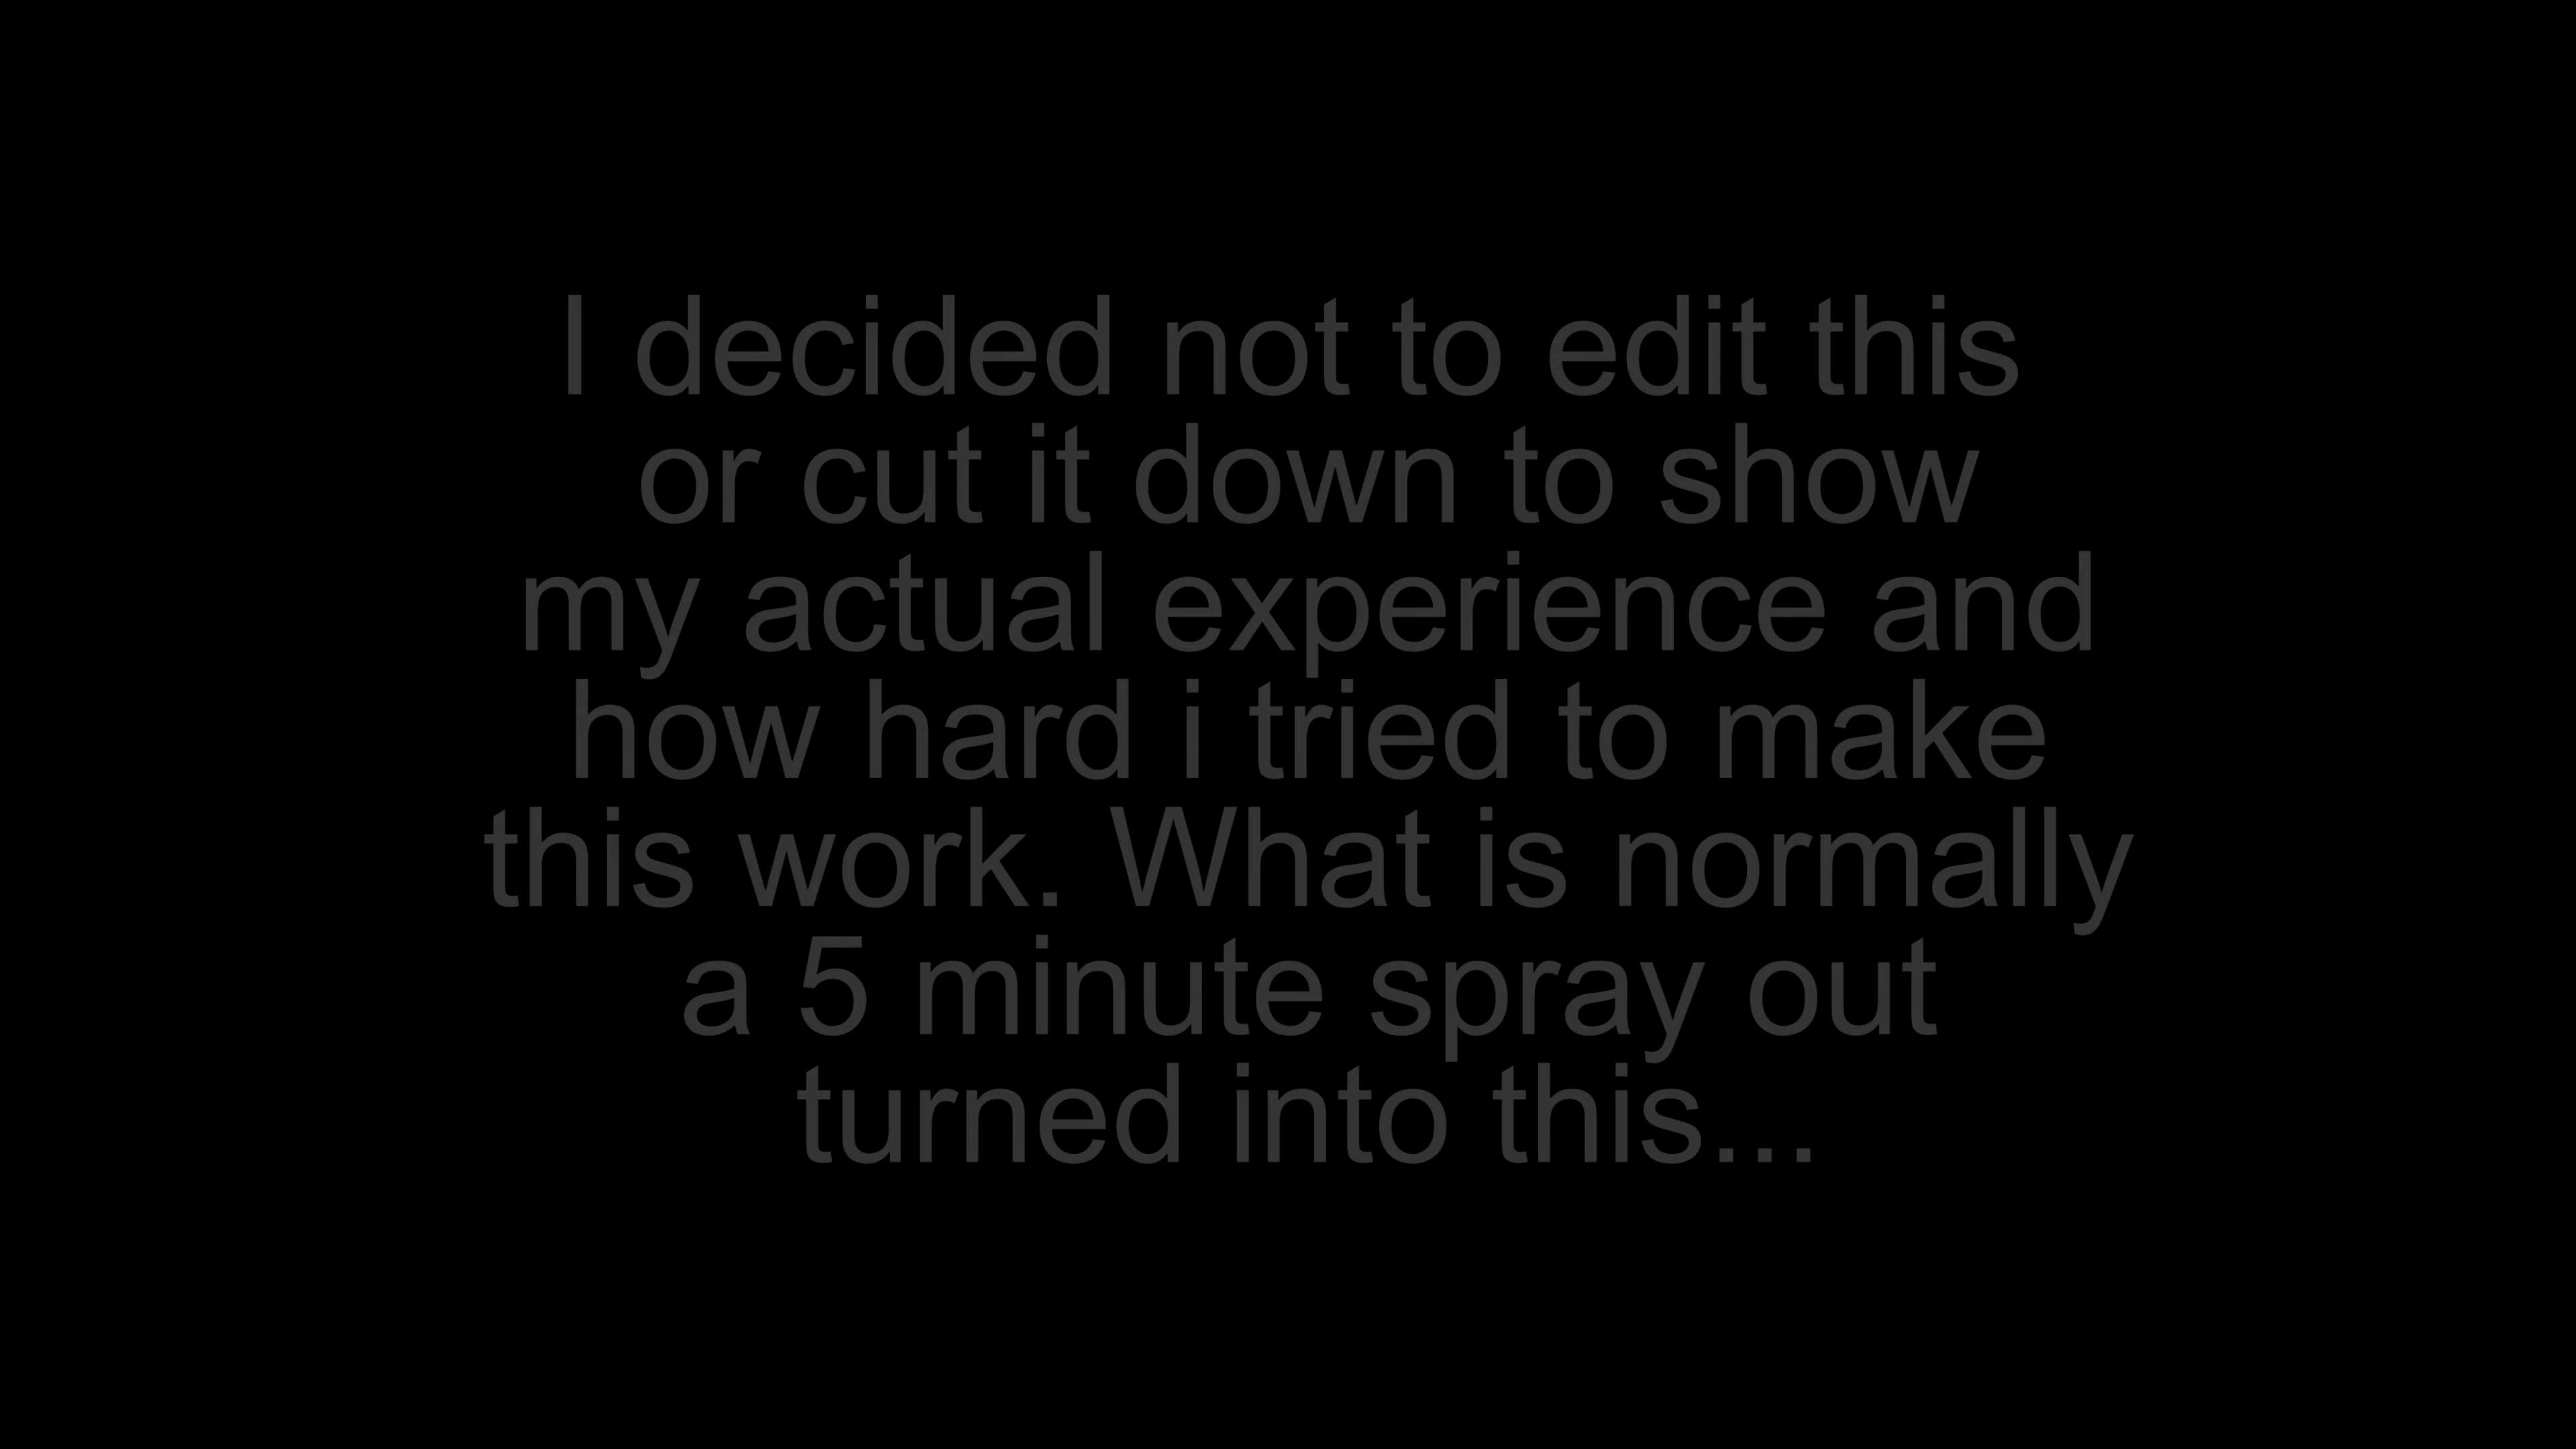 I decided not to edit this
or cut it down to show
my actual experience and
how hard i tried to make
this work. What is normally
a 5 minute spray out
turned into this...